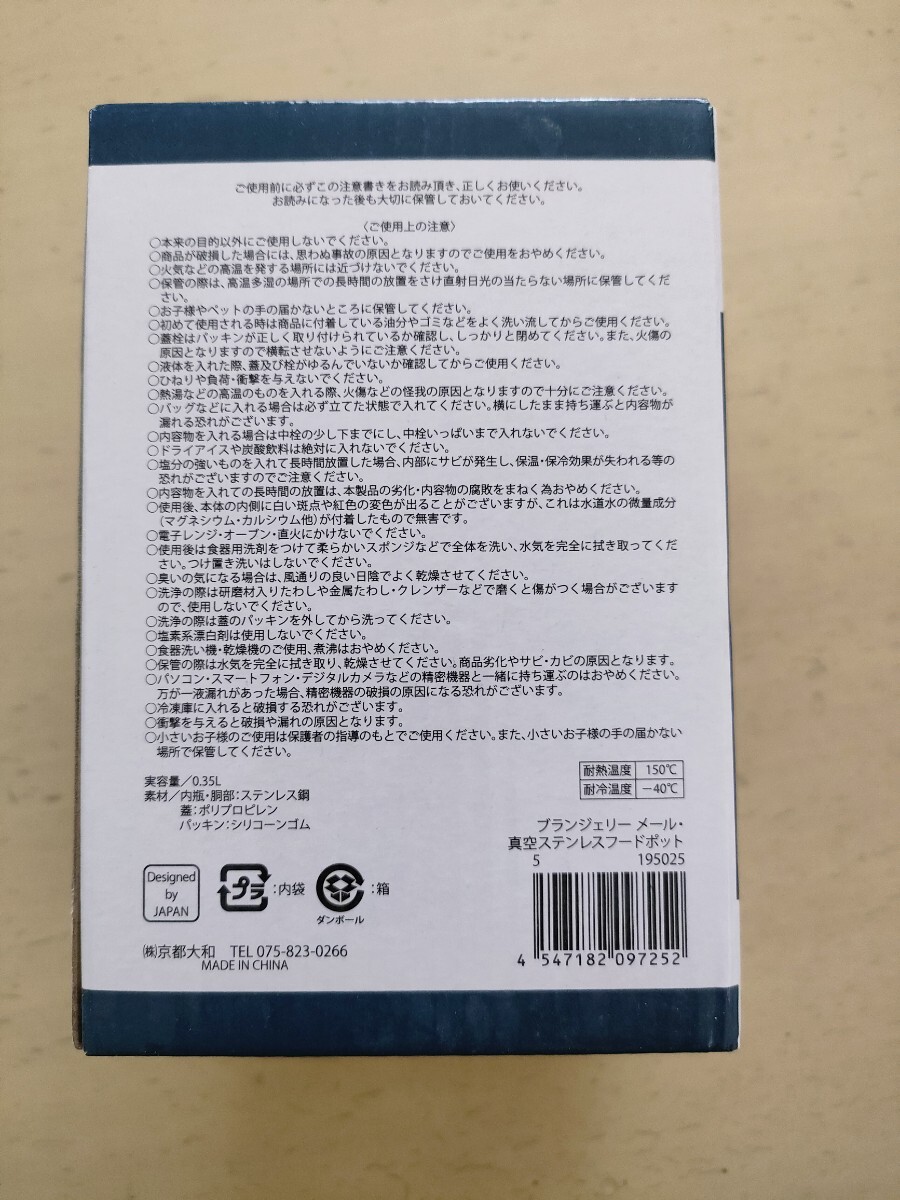 ご使用前に必ずこの注意書きをお読み頂き、正しくお使いください。
お読みになった後も大切に保管しておいてください。
〈ご使用上の注意〉
○本来の目的以外にご使用しないでください。
○商品が破損した場合には、思わぬ事故の原因となりますのでご使用をおやめください。
○火気などの高温を発する場所には近づけないでください。
○保管の際は、高温多湿の場所での長時間の放置をさけ直射日光の当たらない場所に保管してくだ
さい。
○お子様やペットの手の届かないところに保管してください。
○初めて使用される時は商品に付着している油分やゴミなどをよく洗い流してからご使用ください。
○蓋栓はパッキンが正しく取り付けられているか確認し、しっかりと閉めてください。また、火傷の
原因となりますので横転させないようにご注意ください。
○液体を入れた際、蓋及び栓がゆるんでいないか確認してからご使用ください。
○ひねりや負荷・衝撃を与えないでください。
○熱湯などの高温のものを入れる際、火傷などの怪我の原因となりますので十分にご注意ください。
○バッグなどに入れる場合は必ず立てた状態で入れてください。横にしたまま持ち運ぶと内容物が
漏れる恐れがございます。
○内容物を入れる場合は中栓の少し下までにし、中栓いっぱいまで入れないでください。
○ドライアイスや炭酸飲料は絶対に入れないでください。
○塩分の強いものを入れて長時間放置した場合、内部にサビが発生し、保温・保冷効果が失われる等の
恐れがございますのでご注意ください。
○内容物を入れての長時間の放置は、本製品の劣化・内容物の腐敗をまねく為おやめください。
○使用後、本体の内側に白い斑点や紅色の変色が出ることがございますが、これは水道水の微量成分
(マグネシウム・カルシウム他)が付着したもので無害です。
○電子レンジ・オーブン・直火にかけないでください。
○使用後は食器用洗剤をつけて柔らかいスポンジなどで全体を洗い、水気を完全に拭き取ってくだ
さい。つけ置き洗いはしないでください。
○臭いの気になる場合は、風通りの良い日陰でよく乾燥させてください。
○洗浄の際は研磨材入りたわしや金属たわし・クレンザーなどで磨くと傷がつく場合がございます
ので、使用しないでください。
○洗浄の際は蓋のパッキンを外してから洗ってください。
○塩素系漂白剤は使用しないでください。
○食器洗い機・乾燥機のご使用、煮沸はおやめください。
○保管の際は水気を完全に拭き取り、乾燥させてください。商品劣化やサビ・カビの原因となります。
○パソコン・スマートフォン・デジタルカメラなどの精密機器と一緒に持ち運ぶのはおやめください。
万が一液漏れがあった場合、精密機器の破損の原因になる恐れがございます。
○冷凍庫に入れると破損する恐れがございます。
○衝撃を与えると破損や漏れの原因となります。
○小さいお子様のご使用は保護者の指導のもとでご使用ください。また、小さいお子様の手の届かない
場所で保管してください。
実容量/0.35L
素材/内瓶・胴部:ステンレス鋼
蓋:ポリプロピレン
パッキン:シリコーンゴム
耐熱温度 150℃
耐冷温度 −40℃
ブランジェリー メール・
真空ステンレスフードポット
5 195025
4 547182 097252
Designed
by
JAPAN
プラ :内袋
ダンボール :箱
㈱京都大和 TEL 075-823-0266
MADE IN CHINA